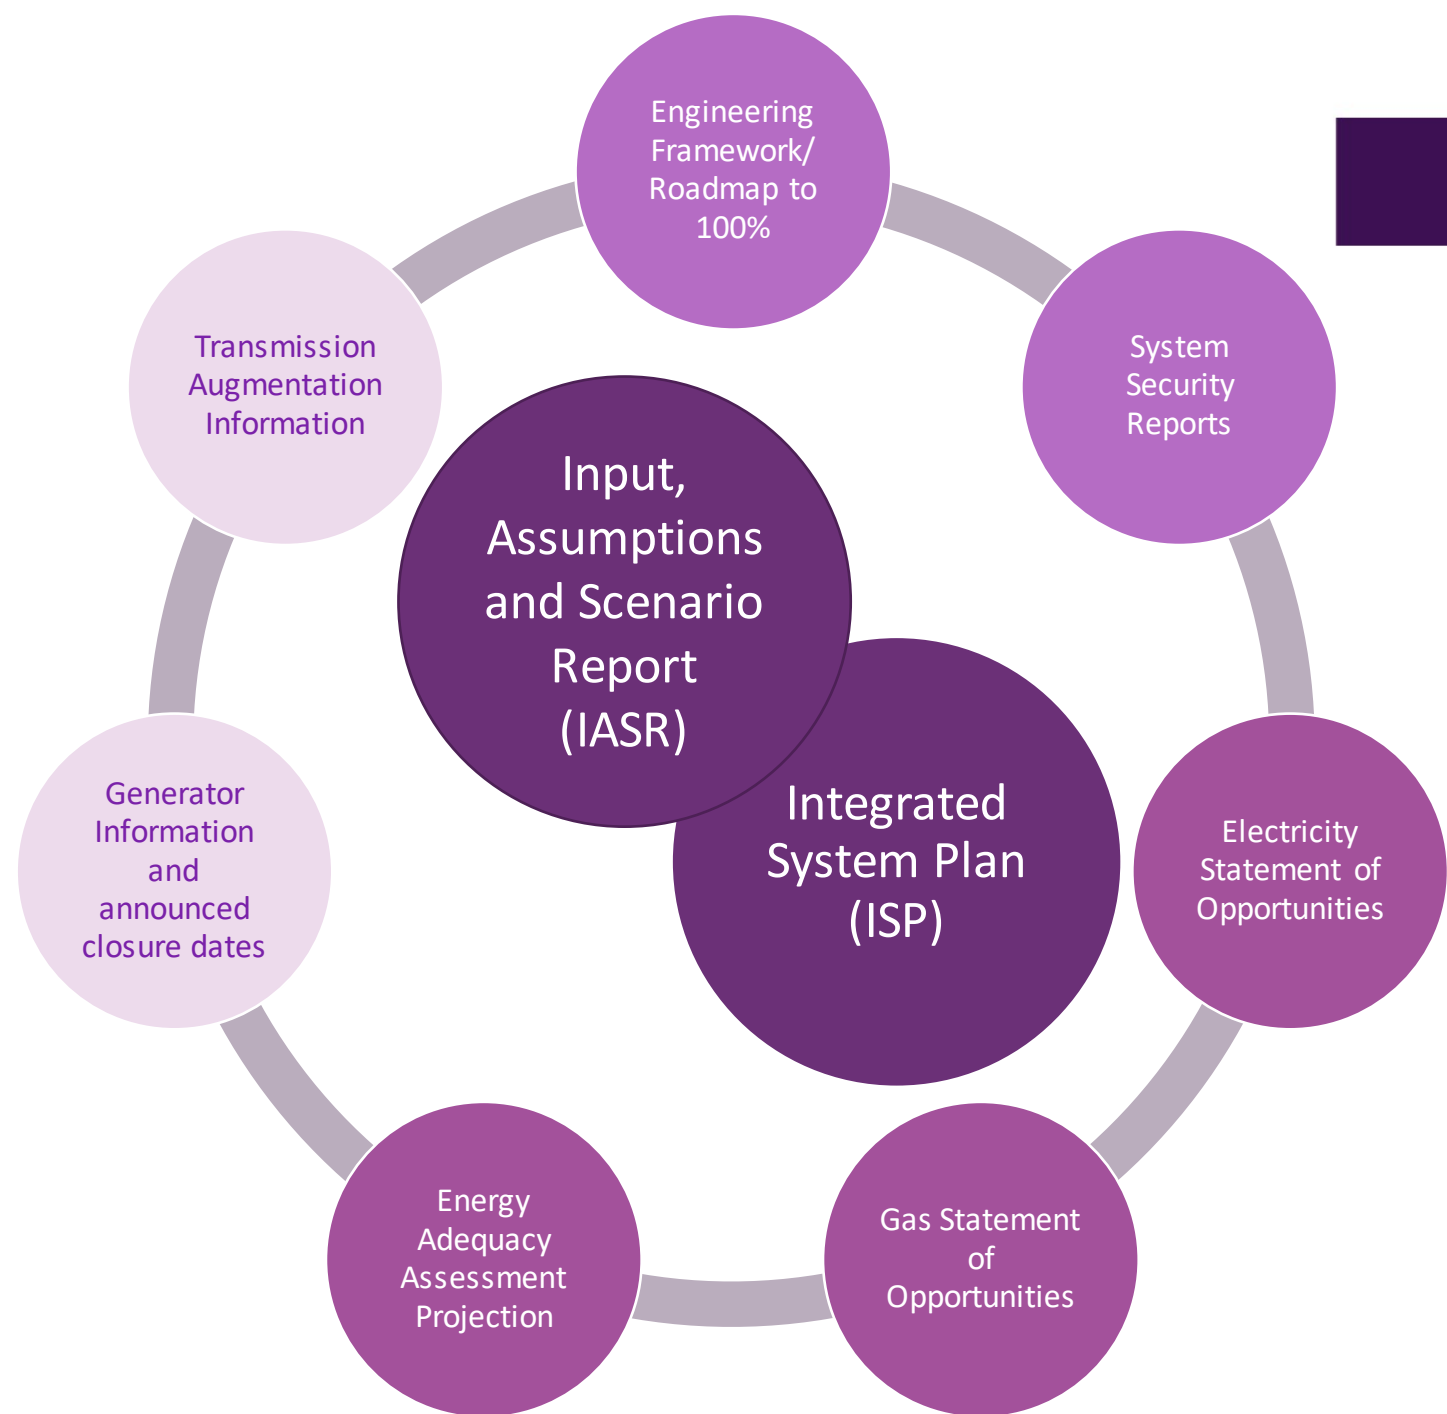 Engineering
Framework/
Roadmap to
100%
System
Security
Reports
Electricity
Statement of
Opportunities
Gas Statement
of
Opportunities
Energy
Adequacy
Assessment
Projection
Generator
Information
and
announced
closure dates
Transmission
Augmentation
Information
Input,
Assumptions
and Scenario
Report
(IASR)
Integrated
System Plan
(ISP)